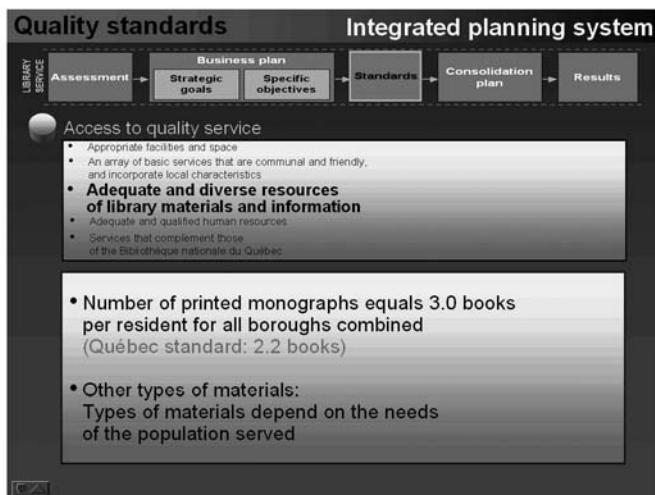 Quality standards
Integrated planning system
LIBRARY
SERVICE
Assessment
Business plan
Strategic
goals
Specific
objectives
Standards
Consolidation
plan
Results
Access to quality service
• Appropriate facilities and space
• An array of basic services that are communal and friendly,
and incorporate local characteristics
• Adequate and diverse resources
of library materials and information
• Adequate and qualified human resources
• Services that complement those
of the Bibliothèque nationale du Québec
• Number of printed monographs equals 3.0 books
per resident for all boroughs combined
(Québec standard: 2.2 books)
• Other types of materials:
Types of materials depend on the needs
of the population served